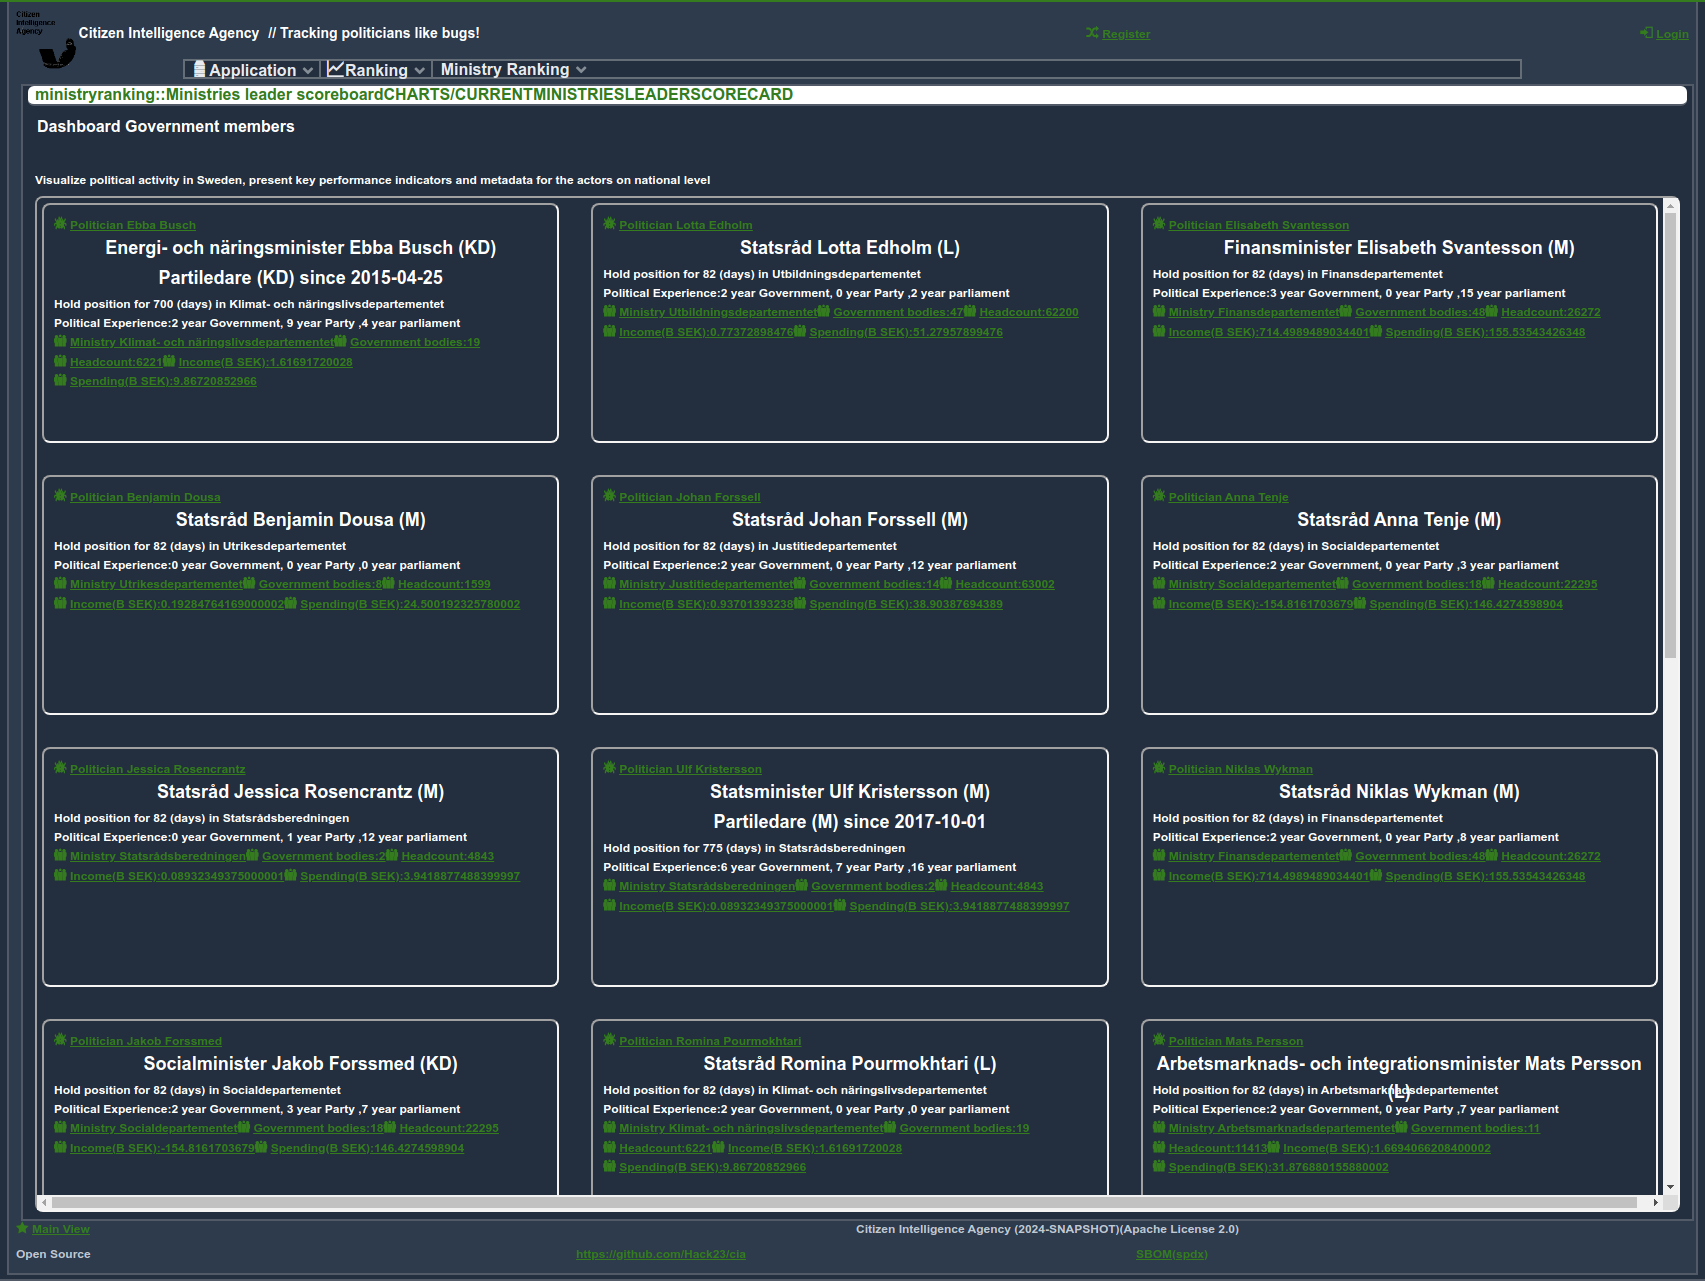 Citizen
Intelligence
Agency
Citizen Intelligence Agency // Tracking politicians like bugs!
Register
Login
Application
Ranking
Ministry Ranking
ministryranking::Ministries leader scoreboardCHARTS/CURRENTMINISTRIESLEADERSCORECARD
Dashboard Government members
Visualize political activity in Sweden, present key performance indicators and metadata for the actors on national level
Politician Ebba Busch
Energi- och näringsminister Ebba Busch (KD)
Partiledare (KD) since 2015-04-25
Hold position for 700 (days) in Klimat- och näringslivsdepartementet
Political Experience:2 year Government, 9 year Party ,4 year parliament
Ministry Klimat- och näringslivsdepartementet Government bodies:19
Headcount:6221 Income(B SEK):1.61691720028
Spending(B SEK):9.86720852966
Politician Lotta Edholm
Statsråd Lotta Edholm (L)
Hold position for 82 (days) in Utbildningsdepartementet
Political Experience:2 year Government, 0 year Party ,2 year parliament
Ministry Utbildningsdepartementet Government bodies:47 Headcount:62200
Income(B SEK):0.77372898476 Spending(B SEK):51.27957899476
Politician Elisabeth Svantesson
Finansminister Elisabeth Svantesson (M)
Hold position for 82 (days) in Finansdepartementet
Political Experience:3 year Government, 0 year Party ,15 year parliament
Ministry Finansdepartementet Government bodies:48 Headcount:26272
Income(B SEK):714.4989489034401 Spending(B SEK):155.53543426348
Politician Benjamin Dousa
Statsråd Benjamin Dousa (M)
Hold position for 82 (days) in Utrikesdepartementet
Political Experience:0 year Government, 0 year Party ,0 year parliament
Ministry Utrikesdepartementet Government bodies:8 Headcount:1599
Income(B SEK):0.19284764169000002 Spending(B SEK):24.500192325780002
Politician Johan Forssell
Statsråd Johan Forssell (M)
Hold position for 82 (days) in Justitiedepartementet
Political Experience:2 year Government, 0 year Party ,12 year parliament
Ministry Justitiedepartementet Government bodies:14 Headcount:63002
Income(B SEK):0.93701393238 Spending(B SEK):38.90387694389
Politician Anna Tenje
Statsråd Anna Tenje (M)
Hold position for 82 (days) in Socialdepartementet
Political Experience:2 year Government, 0 year Party ,3 year parliament
Ministry Socialdepartementet Government bodies:18 Headcount:22295
Income(B SEK):-154.8161703679 Spending(B SEK):146.4274598904
Politician Jessica Rosencrantz
Statsråd Jessica Rosencrantz (M)
Hold position for 82 (days) in Statsrådsberedningen
Political Experience:0 year Government, 1 year Party ,12 year parliament
Ministry Statsrådsberedningen Government bodies:2 Headcount:4843
Income(B SEK):0.08932349375000001 Spending(B SEK):3.9418877488399997
Politician Ulf Kristersson
Statsminister Ulf Kristersson (M)
Partiledare (M) since 2017-10-01
Hold position for 775 (days) in Statsrådsberedningen
Political Experience:6 year Government, 7 year Party ,16 year parliament
Ministry Statsrådsberedningen Government bodies:2 Headcount:4843
Income(B SEK):0.08932349375000001 Spending(B SEK):3.9418877488399997
Politician Niklas Wykman
Statsråd Niklas Wykman (M)
Hold position for 82 (days) in Finansdepartementet
Political Experience:2 year Government, 0 year Party ,8 year parliament
Ministry Finansdepartementet Government bodies:48 Headcount:26272
Income(B SEK):714.4989489034401 Spending(B SEK):155.53543426348
Politician Jakob Forssmed
Socialminister Jakob Forssmed (KD)
Hold position for 82 (days) in Socialdepartementet
Political Experience:2 year Government, 3 year Party ,7 year parliament
Ministry Socialdepartementet Government bodies:18 Headcount:22295
Income(B SEK):-154.8161703679 Spending(B SEK):146.4274598904
Politician Romina Pourmokhtari
Statsråd Romina Pourmokhtari (L)
Hold position for 82 (days) in Klimat- och näringslivsdepartementet
Political Experience:2 year Government, 0 year Party ,0 year parliament
Ministry Klimat- och näringslivsdepartementet Government bodies:19
Headcount:6221 Income(B SEK):1.61691720028
Spending(B SEK):9.86720852966
Politician Mats Persson
Arbetsmarknads- och integrationsminister Mats Persson
(L)
Hold position for 82 (days) in Arbetsmarknadsdepartementet
Political Experience:2 year Government, 0 year Party ,7 year parliament
Ministry Arbetsmarknadsdepartementet Government bodies:11
Headcount:11413 Income(B SEK):1.6694066208400002
Spending(B SEK):31.876880155880002
Main View
Citizen Intelligence Agency (2024-SNAPSHOT)(Apache License 2.0)
Open Source
https://github.com/Hack23/cia
SBOM(spdx)